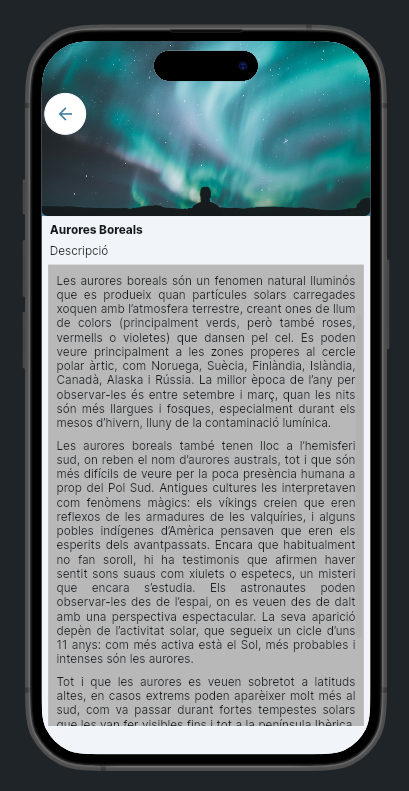 Aurores Boreals
Descripció
Les aurores boreals són un fenomen natural lluminós
que es produeix quan partícules solars carregades
xoquen amb l'atmosfera terrestre, creant ones de llum
de colors (principalment verds, però també roses,
vermells o violetes) que dansen pel cel. Es poden
veure principalment a les zones properes al cercle
polar àrtic, com Noruega, Suècia, Finlàndia, Islàndia,
Canadà, Alaska i Rússia. La millor època de l'any per
observar-les és entre setembre i març, quan les nits
són més llargues i fosques, especialment durant els
mesos d'hivern, lluny de la contaminació lumínica.
Les aurores boreals també tenen lloc a l'hemisferi
sud, on reben el nom d'aurores australs, tot i que són
més difícils de veure per la poca presència humana a
prop del Pol Sud. Antigues cultures les interpretaven
com fenòmens màgics: els víkings creien que eren
reflexos de les armadures de les valquíries, i alguns
pobles indígenes d'Amèrica pensaven que eren els
esperits dels avantpassats. Encara que habitualment
no fan soroll, hi ha testimonis que afirmen haver
sentit sons suaus com xiulets o espetecs, un misteri
que encara s'estudia. Els astronautes poden
observar-les des de l'espai, on es veuen des de dalt
amb una perspectiva espectacular. La seva aparició
depèn de l'activitat solar, que segueix un cicle d'uns
11 anys: com més activa està el Sol, més probables i
intenses són les aurores.
Tot i que les aurores es veuen sobretot a latituds
altes, en casos extrems poden aparèixer molt més al
sud, com va passar durant fortes tempestes solars
que les van fer visibles fins i tot a la península Ibèrica.